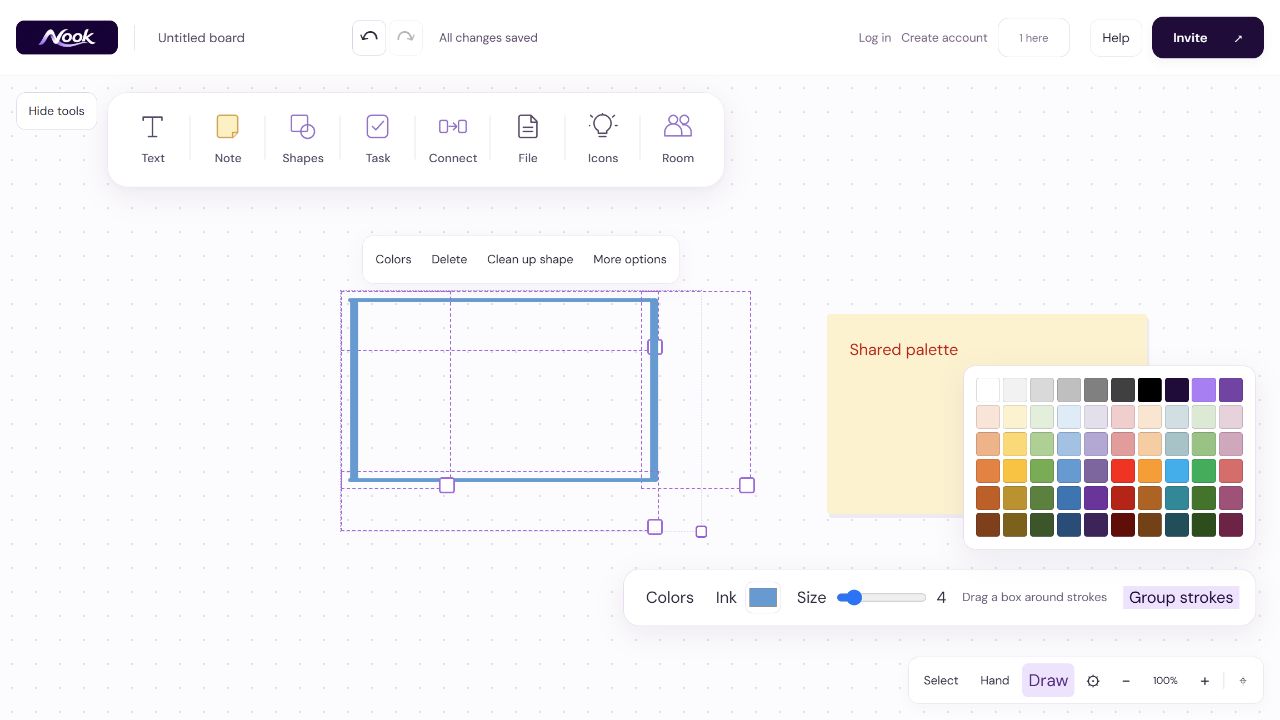 Nook
Untitled board
All changes saved
Log in
Create account
1 here
Help
Invite ↗
Hide tools
Text
Note
Shapes
Task
Connect
File
Icons
Room
Colors
Delete
Clean up shape
More options
Shared palette
Colors
Ink
Size
4
Drag a box around strokes
Group strokes
Select
Hand
Draw
−
100%
+